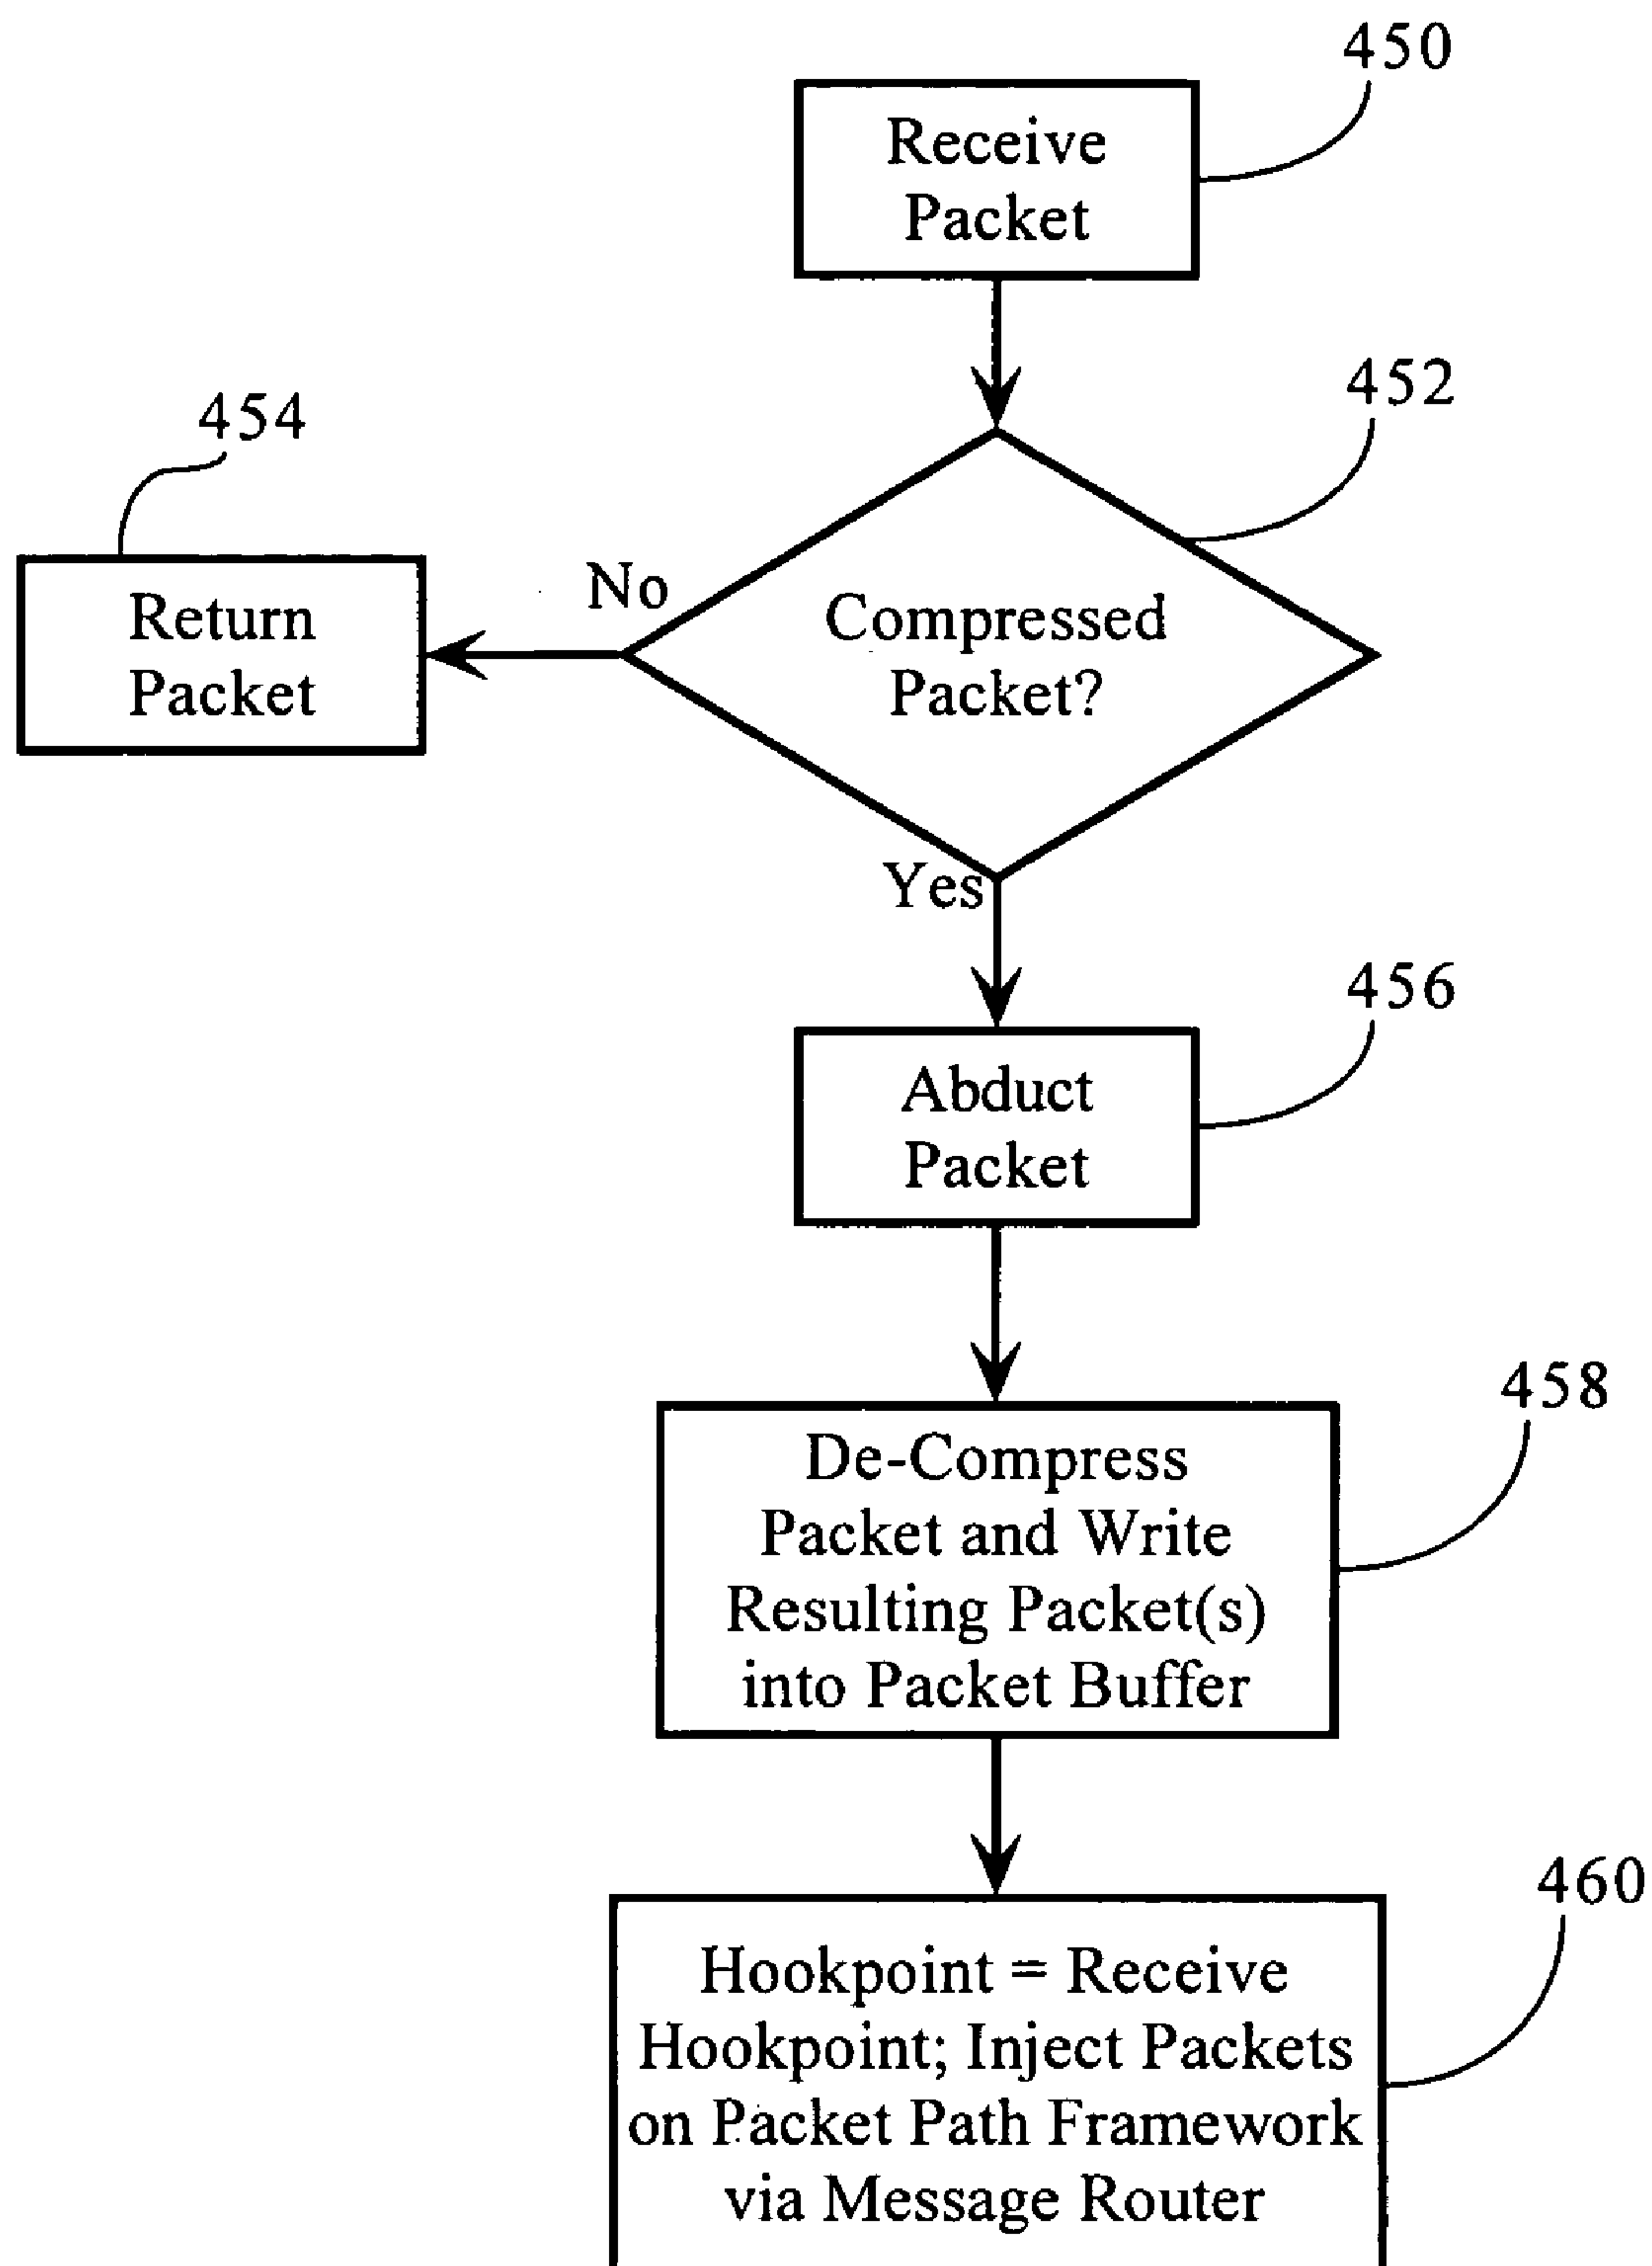 450
Receive
Packet
452
454
No
Compressed
Packet?
Return
Packet
Yes
456
Abduct
Packet
458
De-Compress
Packet and Write
Resulting Packet(s)
into Packet Buffer
460
Hookpoint = Receive
Hookpoint; Inject Packets
on Packet Path Framework
via Message Router